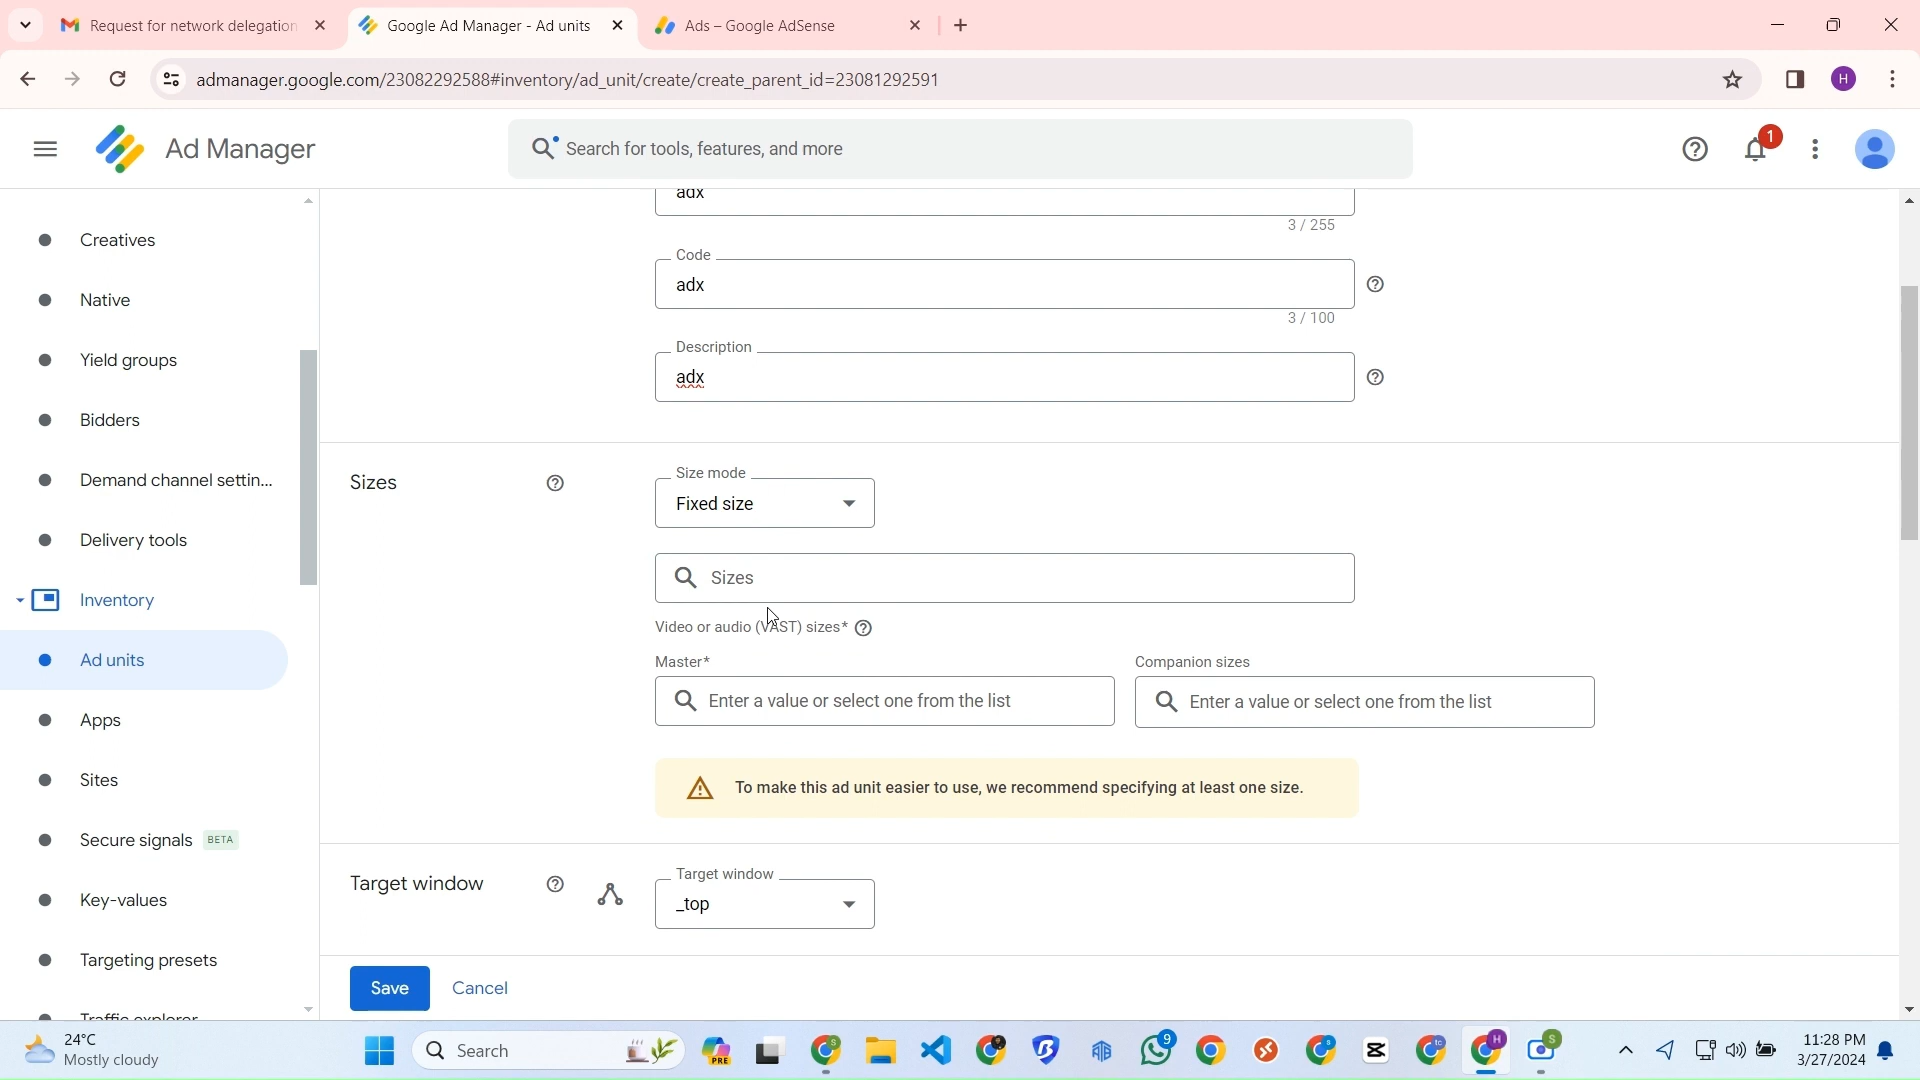 Request for network delegation
Google Ad Manager - Ad units
Ads – Google AdSense
admanager.google.com/23082292588#inventory/ad_unit/create/create_parent_id=23081292591
H
Ad Manager
Search for tools, features, and more
1
Creatives
Native
Yield groups
Bidders
Demand channel settin...
Delivery tools
Inventory
Ad units
Apps
Sites
Secure signals BETA
Key-values
Targeting presets
Traffic explorer
adx
3 / 255
Code
adx
3 / 100
Description
adx
Sizes
Size mode
Fixed size
Sizes
Video or audio (VAST) sizes*
Master*
Companion sizes
Enter a value or select one from the list
Enter a value or select one from the list
To make this ad unit easier to use, we recommend specifying at least one size.
Target window
Target window
_top
Save
Cancel
24°C
Mostly cloudy
Search
PRE
9
11:28 PM
3/27/2024